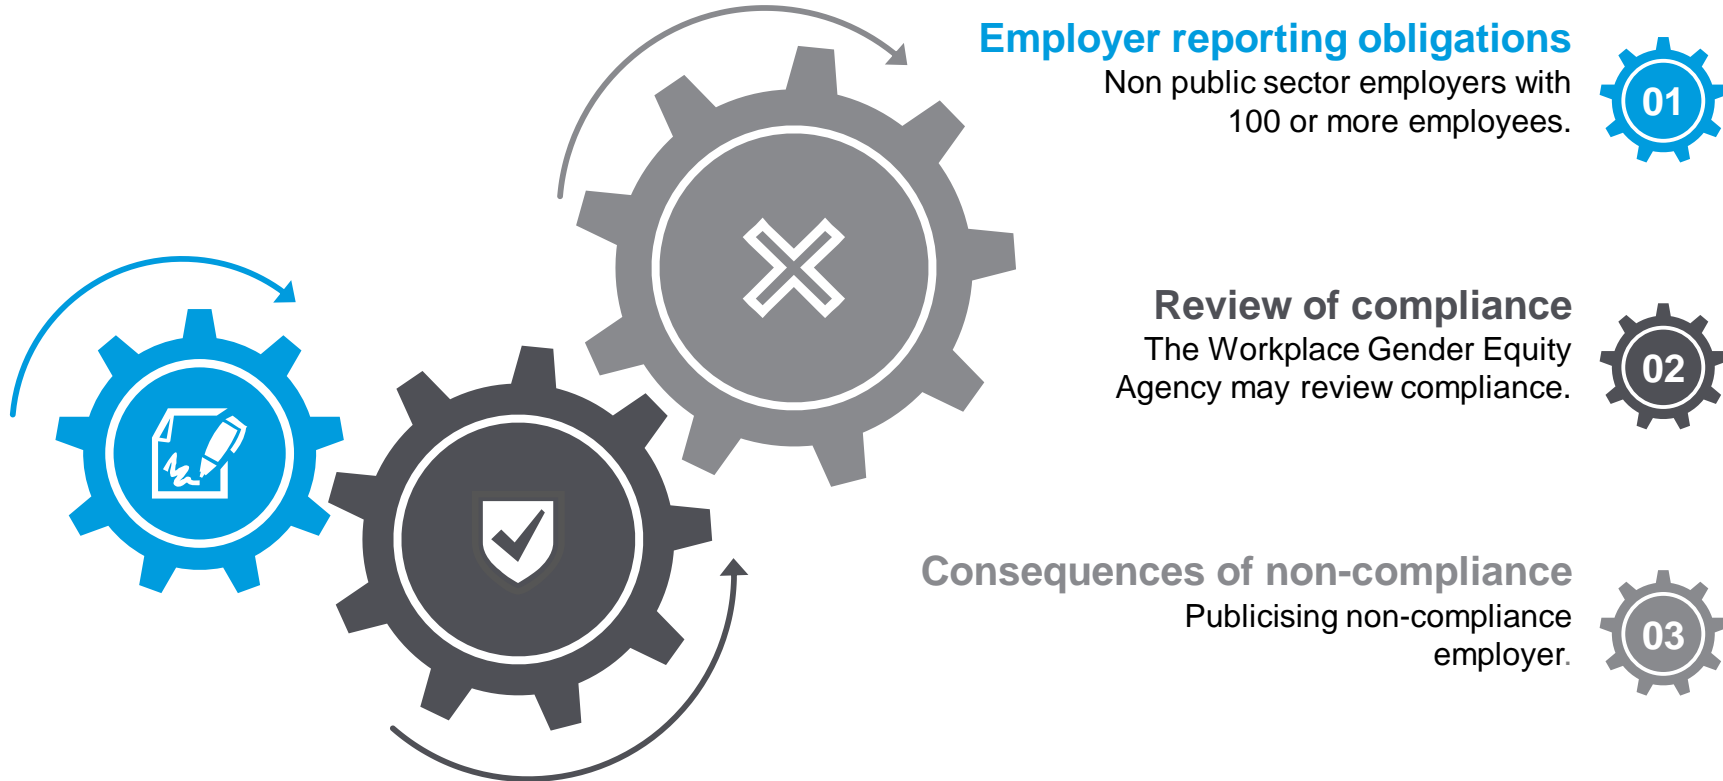 Employer reporting obligations
Non public sector employers with
100 or more employees.
01
Review of compliance
The Workplace Gender Equity
Agency may review compliance.
02
Consequences of non-compliance
Publicising non-compliance
employer.
03